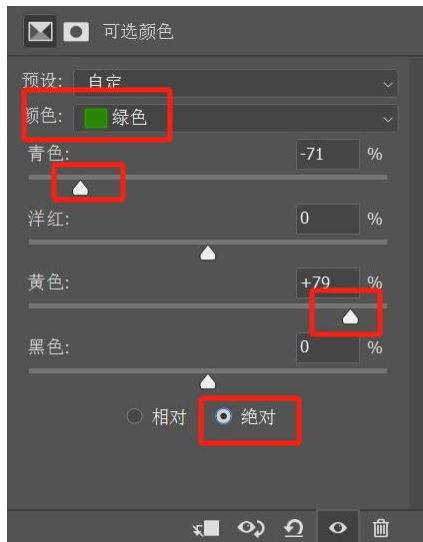 可选颜色
预设: 自定
颜色: 绿色
青色: -71 %
洋红: 0 %
黄色: +79 %
黑色: 0 %
相对 绝对